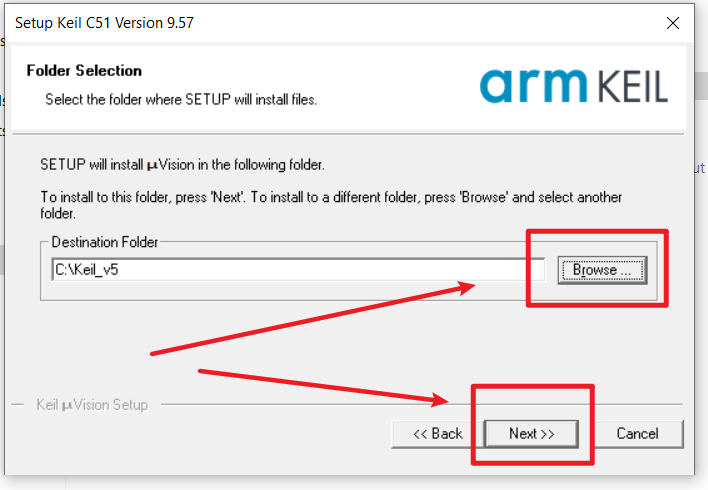 Setup Keil C51 Version 9.57
Folder Selection
Select the folder where SETUP will install files.
arm KEIL
SETUP will install µVision in the following folder.
To install to this folder, press 'Next'. To install to a different folder, press 'Browse' and select another
folder.
Destination Folder
C:\Keil_v5
Browse ...
Keil µVision Setup
<< Back
Next >>
Cancel